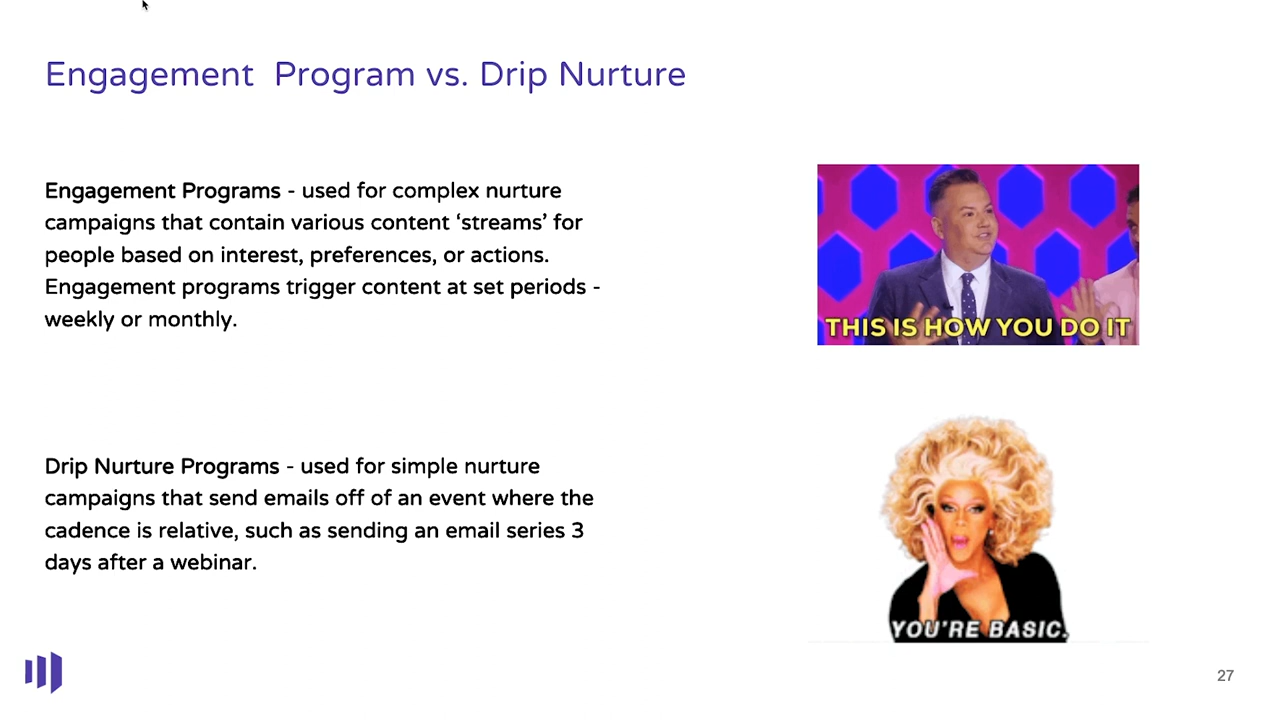 Engagement  Program vs. Drip Nurture
Engagement Programs - used for complex nurture
campaigns that contain various content ‘streams’ for
people based on interest, preferences, or actions.
Engagement programs trigger content at set periods -
weekly or monthly.
THIS IS HOW YOU DO IT
Drip Nurture Programs - used for simple nurture
campaigns that send emails off of an event where the
cadence is relative, such as sending an email series 3
days after a webinar.
YOU'RE BASIC.
27